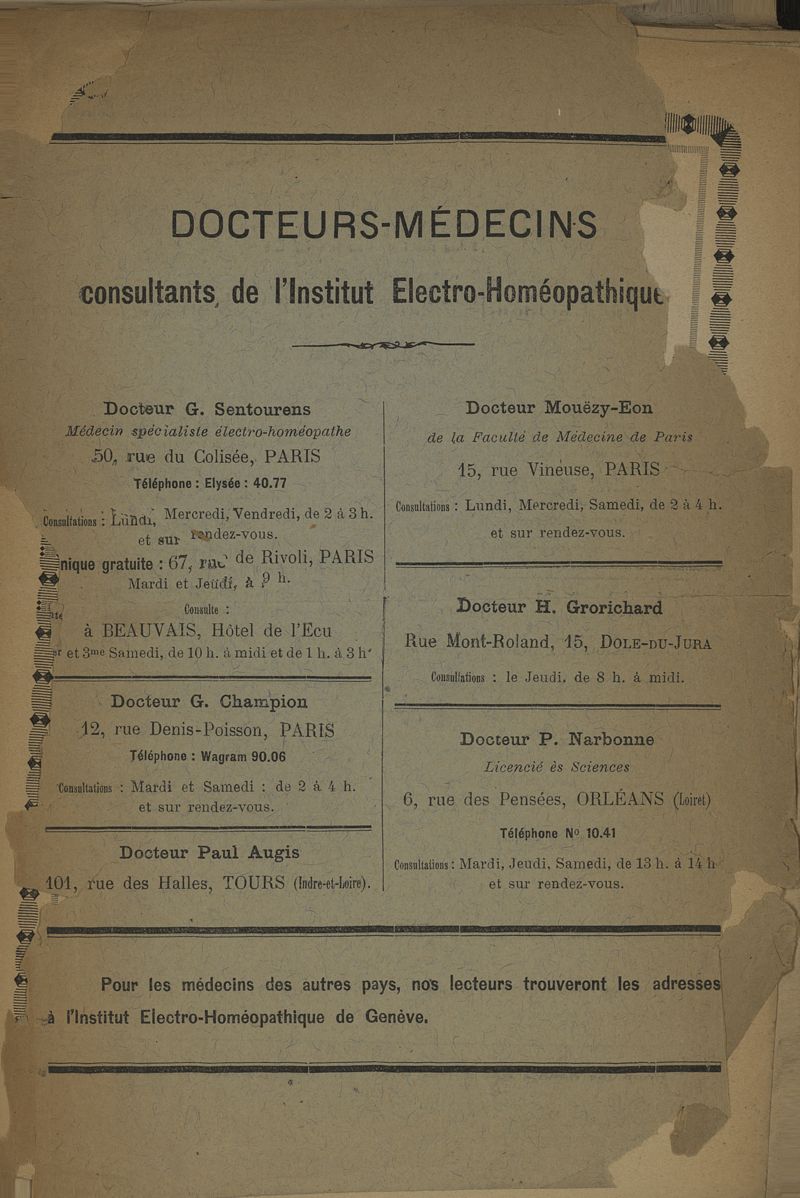 DOCTEURS-MÉDECINS
consultants de l'Institut Electro-Homéopathique
Docteur G. Sentourens
Médecin spécialiste électro-homéopathe
50, rue du Colisée, PARIS
Téléphone : Elysée : 40.77
Consultations : Lundi, Mercredi, Vendredi, de 2 à 3 h.
et sur rendez-vous.
nique gratuite : 67, rue de Rivoli, PARIS
Mardi et Jeudi, à 9 h.
Consulte :
à BEAUVAIS, Hôtel de l'Ecu
er et 3me Samedi, de 10 h. à midi et de 1 h. à 3 h.
Docteur G. Champion
12, rue Denis-Poisson, PARIS
Téléphone : Wagram 90.06
Consultations : Mardi et Samedi : de 2 à 4 h.
et sur rendez-vous.
Docteur Paul Augis
101, rue des Halles, TOURS (Indre-et-Loire).
Docteur Mouëzy-Eon
de la Faculté de Médecine de Paris
15, rue Vineuse, PARIS
Consultations : Lundi, Mercredi, Samedi, de 2 à 4 h.
et sur rendez-vous.
Docteur H. Grorichard
Rue Mont-Roland, 15, DOLE-DU-JURA
Consultations : le Jeudi, de 8 h. à midi.
Docteur P. Narbonne
Licencié ès Sciences
6, rue des Pensées, ORLÉANS (Loiret)
Téléphone No 10.41
Consultations : Mardi, Jeudi, Samedi, de 13 h. à 14 h
et sur rendez-vous.
Pour les médecins des autres pays, nos lecteurs trouveront les adresses
à l'Institut Electro-Homéopathique de Genève.